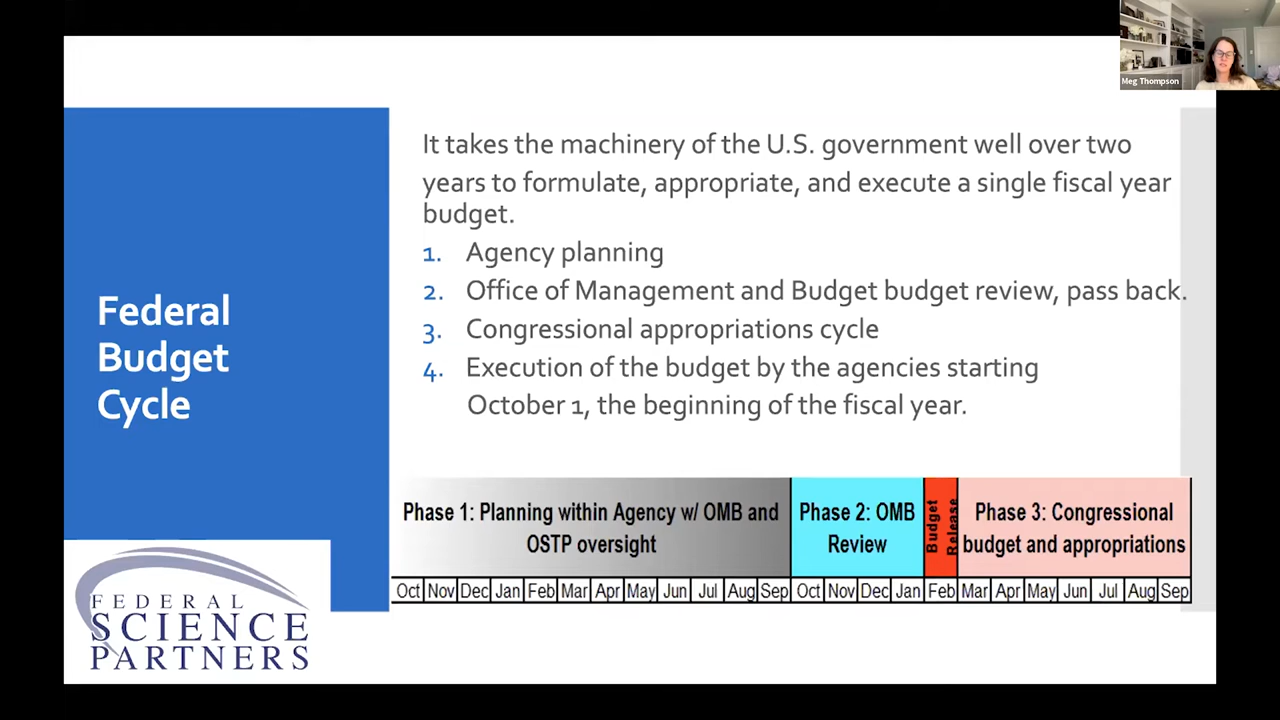 Meg Thompson
Federal
Budget
Cycle
It takes the machinery of the U.S. government well over two
years to formulate, appropriate, and execute a single fiscal year
budget.
1. Agency planning
2. Office of Management and Budget budget review, pass back.
3. Congressional appropriations cycle
4. Execution of the budget by the agencies starting
October 1, the beginning of the fiscal year.
Phase 1: Planning within Agency w/ OMB and
OSTP oversight
Phase 2: OMB
Review
Budget
Release
Phase 3: Congressional
budget and appropriations
Oct Nov Dec Jan Feb Mar Apr May Jun Jul Aug Sep Oct Nov Dec Jan Feb Mar Apr May Jun Jul Aug Sep
FEDERAL
SCIENCE
PARTNERS